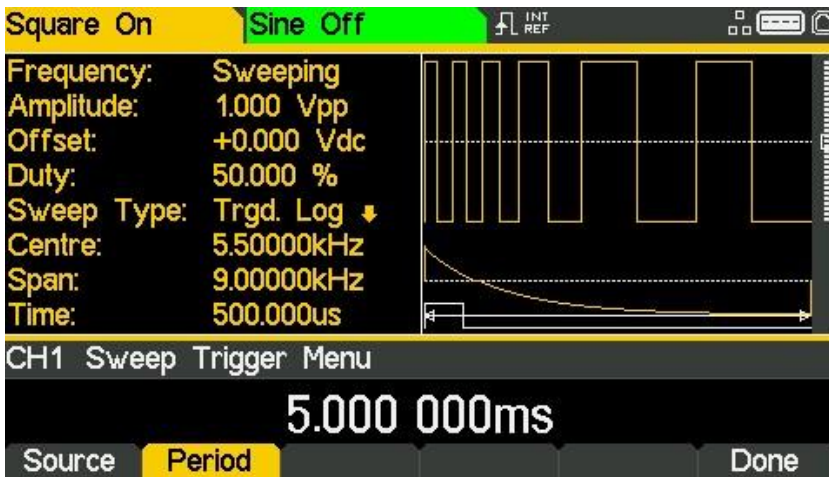 Square On Sine Off INT REF
Frequency: Sweeping
Amplitude: 1.000 Vpp
Offset: +0.000 Vdc
Duty: 50.000 %
Sweep Type: Trgd. Log
Centre: 5.50000kHz
Span: 9.00000kHz
Time: 500.000us
CH1 Sweep Trigger Menu
5.000 000ms
Source Period Done